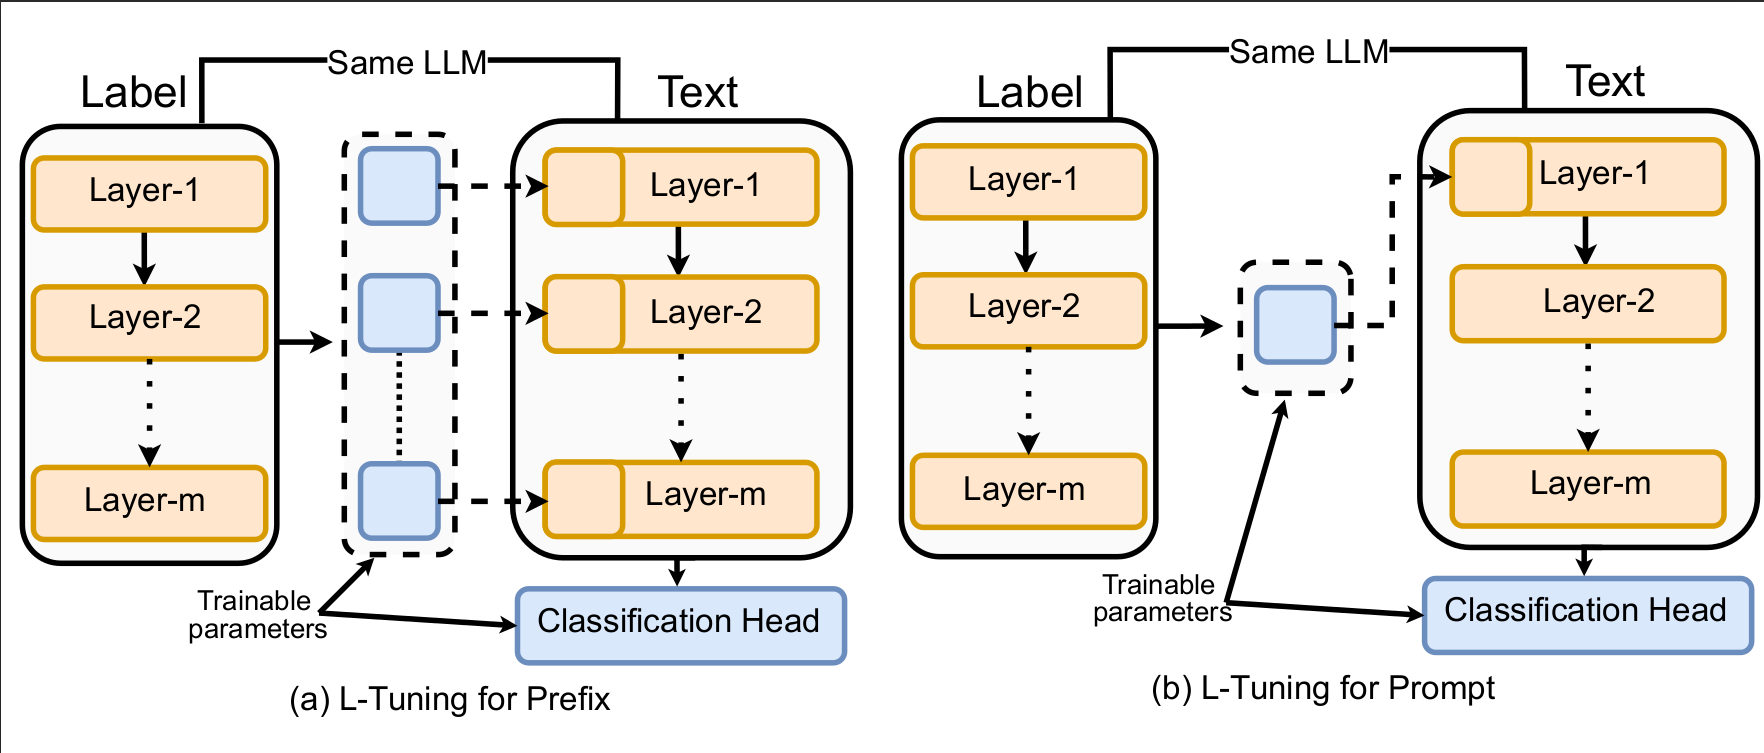 Same LLM
Label
Text
Layer-1
Layer-2
Layer-m
Layer-1
Layer-2
Layer-m
Trainable
parameters
Classification Head
(a) L-Tuning for Prefix
Same LLM
Label
Text
Layer-1
Layer-2
Layer-m
Layer-1
Layer-2
Layer-m
Trainable
parameters
Classification Head
(b) L-Tuning for Prompt